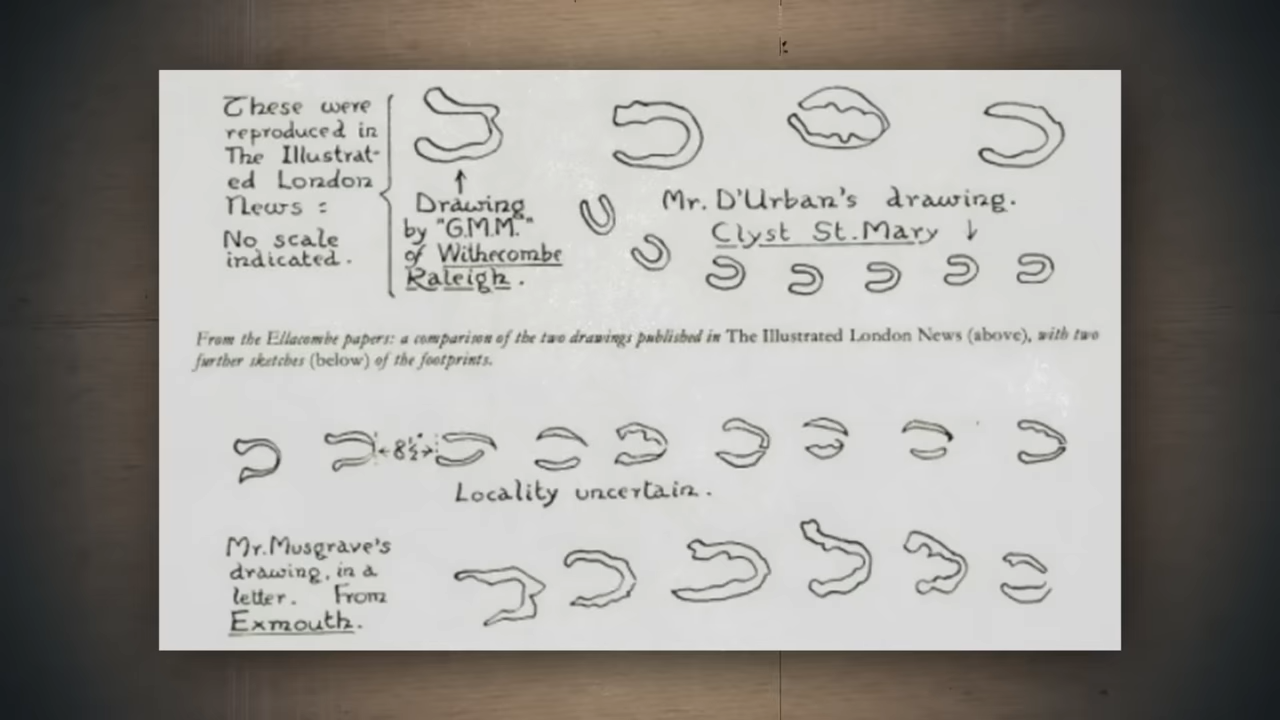 These were
reproduced in
The Illustrat-
ed London
News :
No scale
indicated.
Drawing
by "G.M.M."
of Withecombe
Raleigh.
Mr. D'Urban's drawing.
Clyst St. Mary
From the Ellacombe papers: a comparison of the two drawings published in The Illustrated London News (above), with two
further sketches (below) of the footprints.
8½"
Locality uncertain.
Mr. Musgrave's
drawing, in a
letter. From
Exmouth.